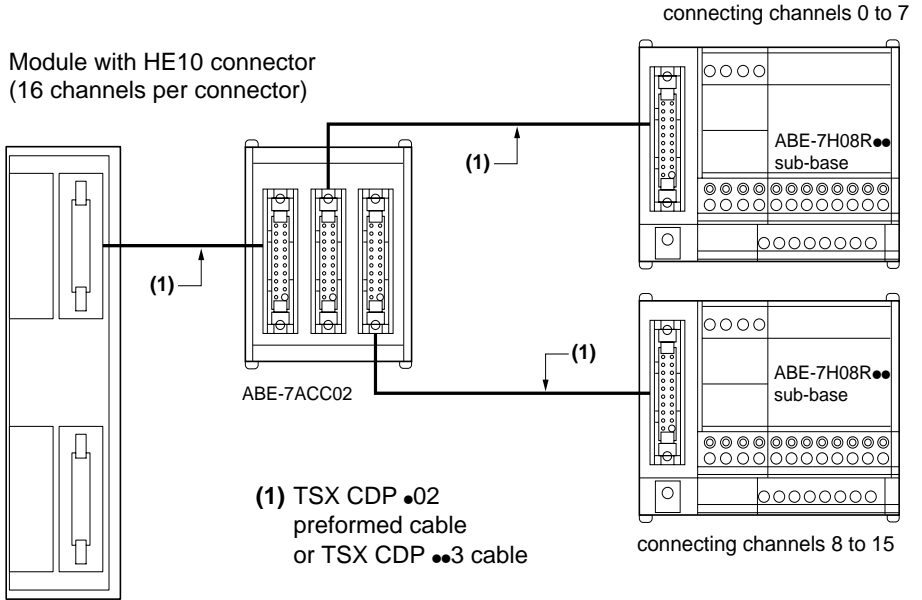 connecting channels 0 to 7
Module with HE10 connector
(16 channels per connector)
ABE-7H08R●●
sub-base
(1)
(1)
(1)
ABE-7ACC02
ABE-7H08R●●
sub-base
(1) TSX CDP ●02
preformed cable
or TSX CDP ●●3 cable
connecting channels 8 to 15